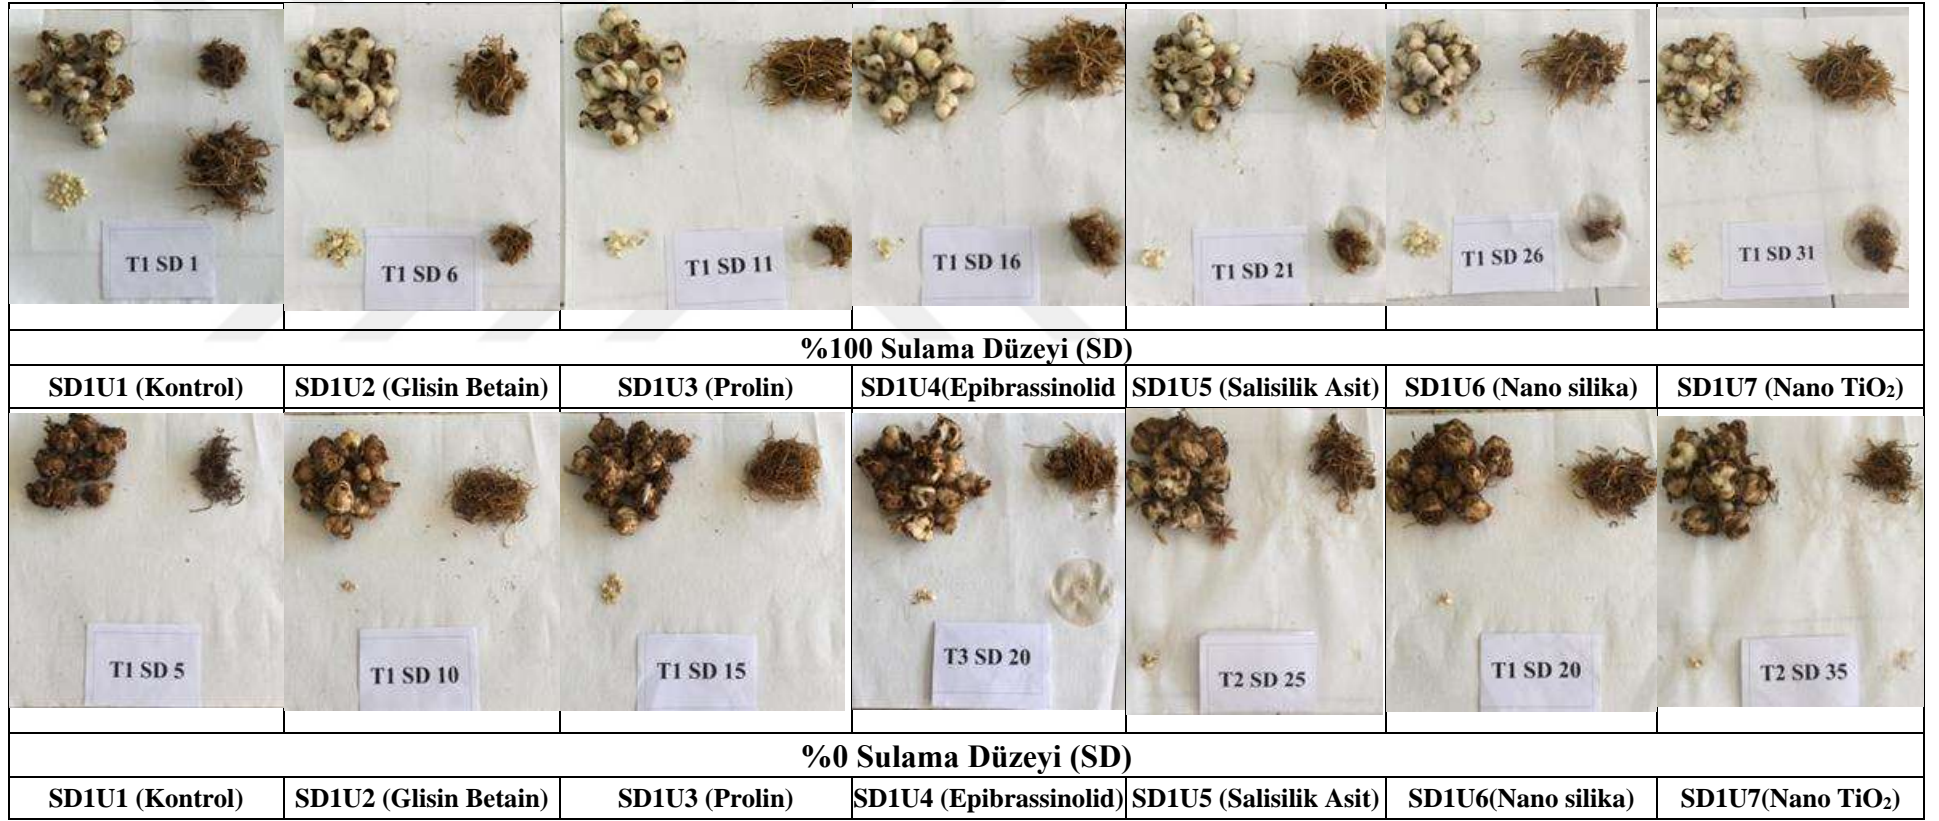 T1 SD 1
T1 SD 6
T1 SD 11
T1 SD 16
T1 SD 21
T1 SD 26
T1 SD 31
%100 Sulama Düzeyi (SD)
SD1U1 (Kontrol)
SD1U2 (Glisin Betain)
SD1U3 (Prolin)
SD1U4(Epibrassinolid
SD1U5 (Salisilik Asit)
SD1U6 (Nano silika)
SD1U7 (Nano TiO₂)
T1 SD 5
T1 SD 10
T1 SD 15
T3 SD 20
T2 SD 25
T1 SD 20
T2 SD 35
%0 Sulama Düzeyi (SD)
SD1U1 (Kontrol)
SD1U2 (Glisin Betain)
SD1U3 (Prolin)
SD1U4 (Epibrassinolid)
SD1U5 (Salisilik Asit)
SD1U6(Nano silika)
SD1U7(Nano TiO₂)